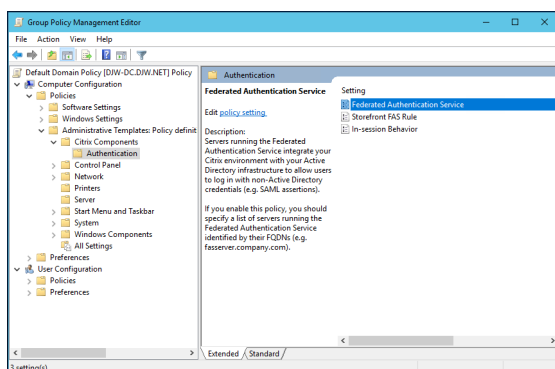 Group Policy Management Editor
File Action View Help
Default Domain Policy [DJW-DC.DJW.NET] Policy
Computer Configuration
Policies
Software Settings
Windows Settings
Administrative Templates: Policy definit
Citrix Components
Authentication
Control Panel
Network
Printers
Server
Start Menu and Taskbar
System
Windows Components
All Settings
Preferences
User Configuration
Policies
Preferences
Authentication
Federated Authentication Service
Edit policy setting.
Description:
Servers running the Federated
Authentication Service integrate your
Citrix environment with your Active
Directory infrastructure to allow users
to log in with non-Active Directory
credentials (e.g. SAML assertions).
If you enable this policy, you should
specify a list of servers running the
Federated Authentication Service
identified by their FQDNs (e.g.
fasserver.company.com).
Setting
Federated Authentication Service
Storefront FAS Rule
In-session Behavior
Extended Standard
3 setting(s)